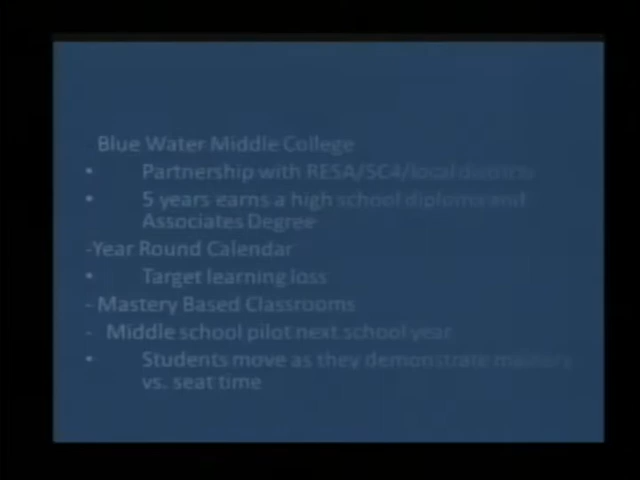 Blue Water Middle College
• Partnership with RESA/SC4/local districts
• 5 years earns a high school diploma and
Associates Degree
-Year Round Calendar
• Target learning loss
- Mastery Based Classrooms
- Middle school pilot next school year
• Students move as they demonstrate mastery
vs. seat time